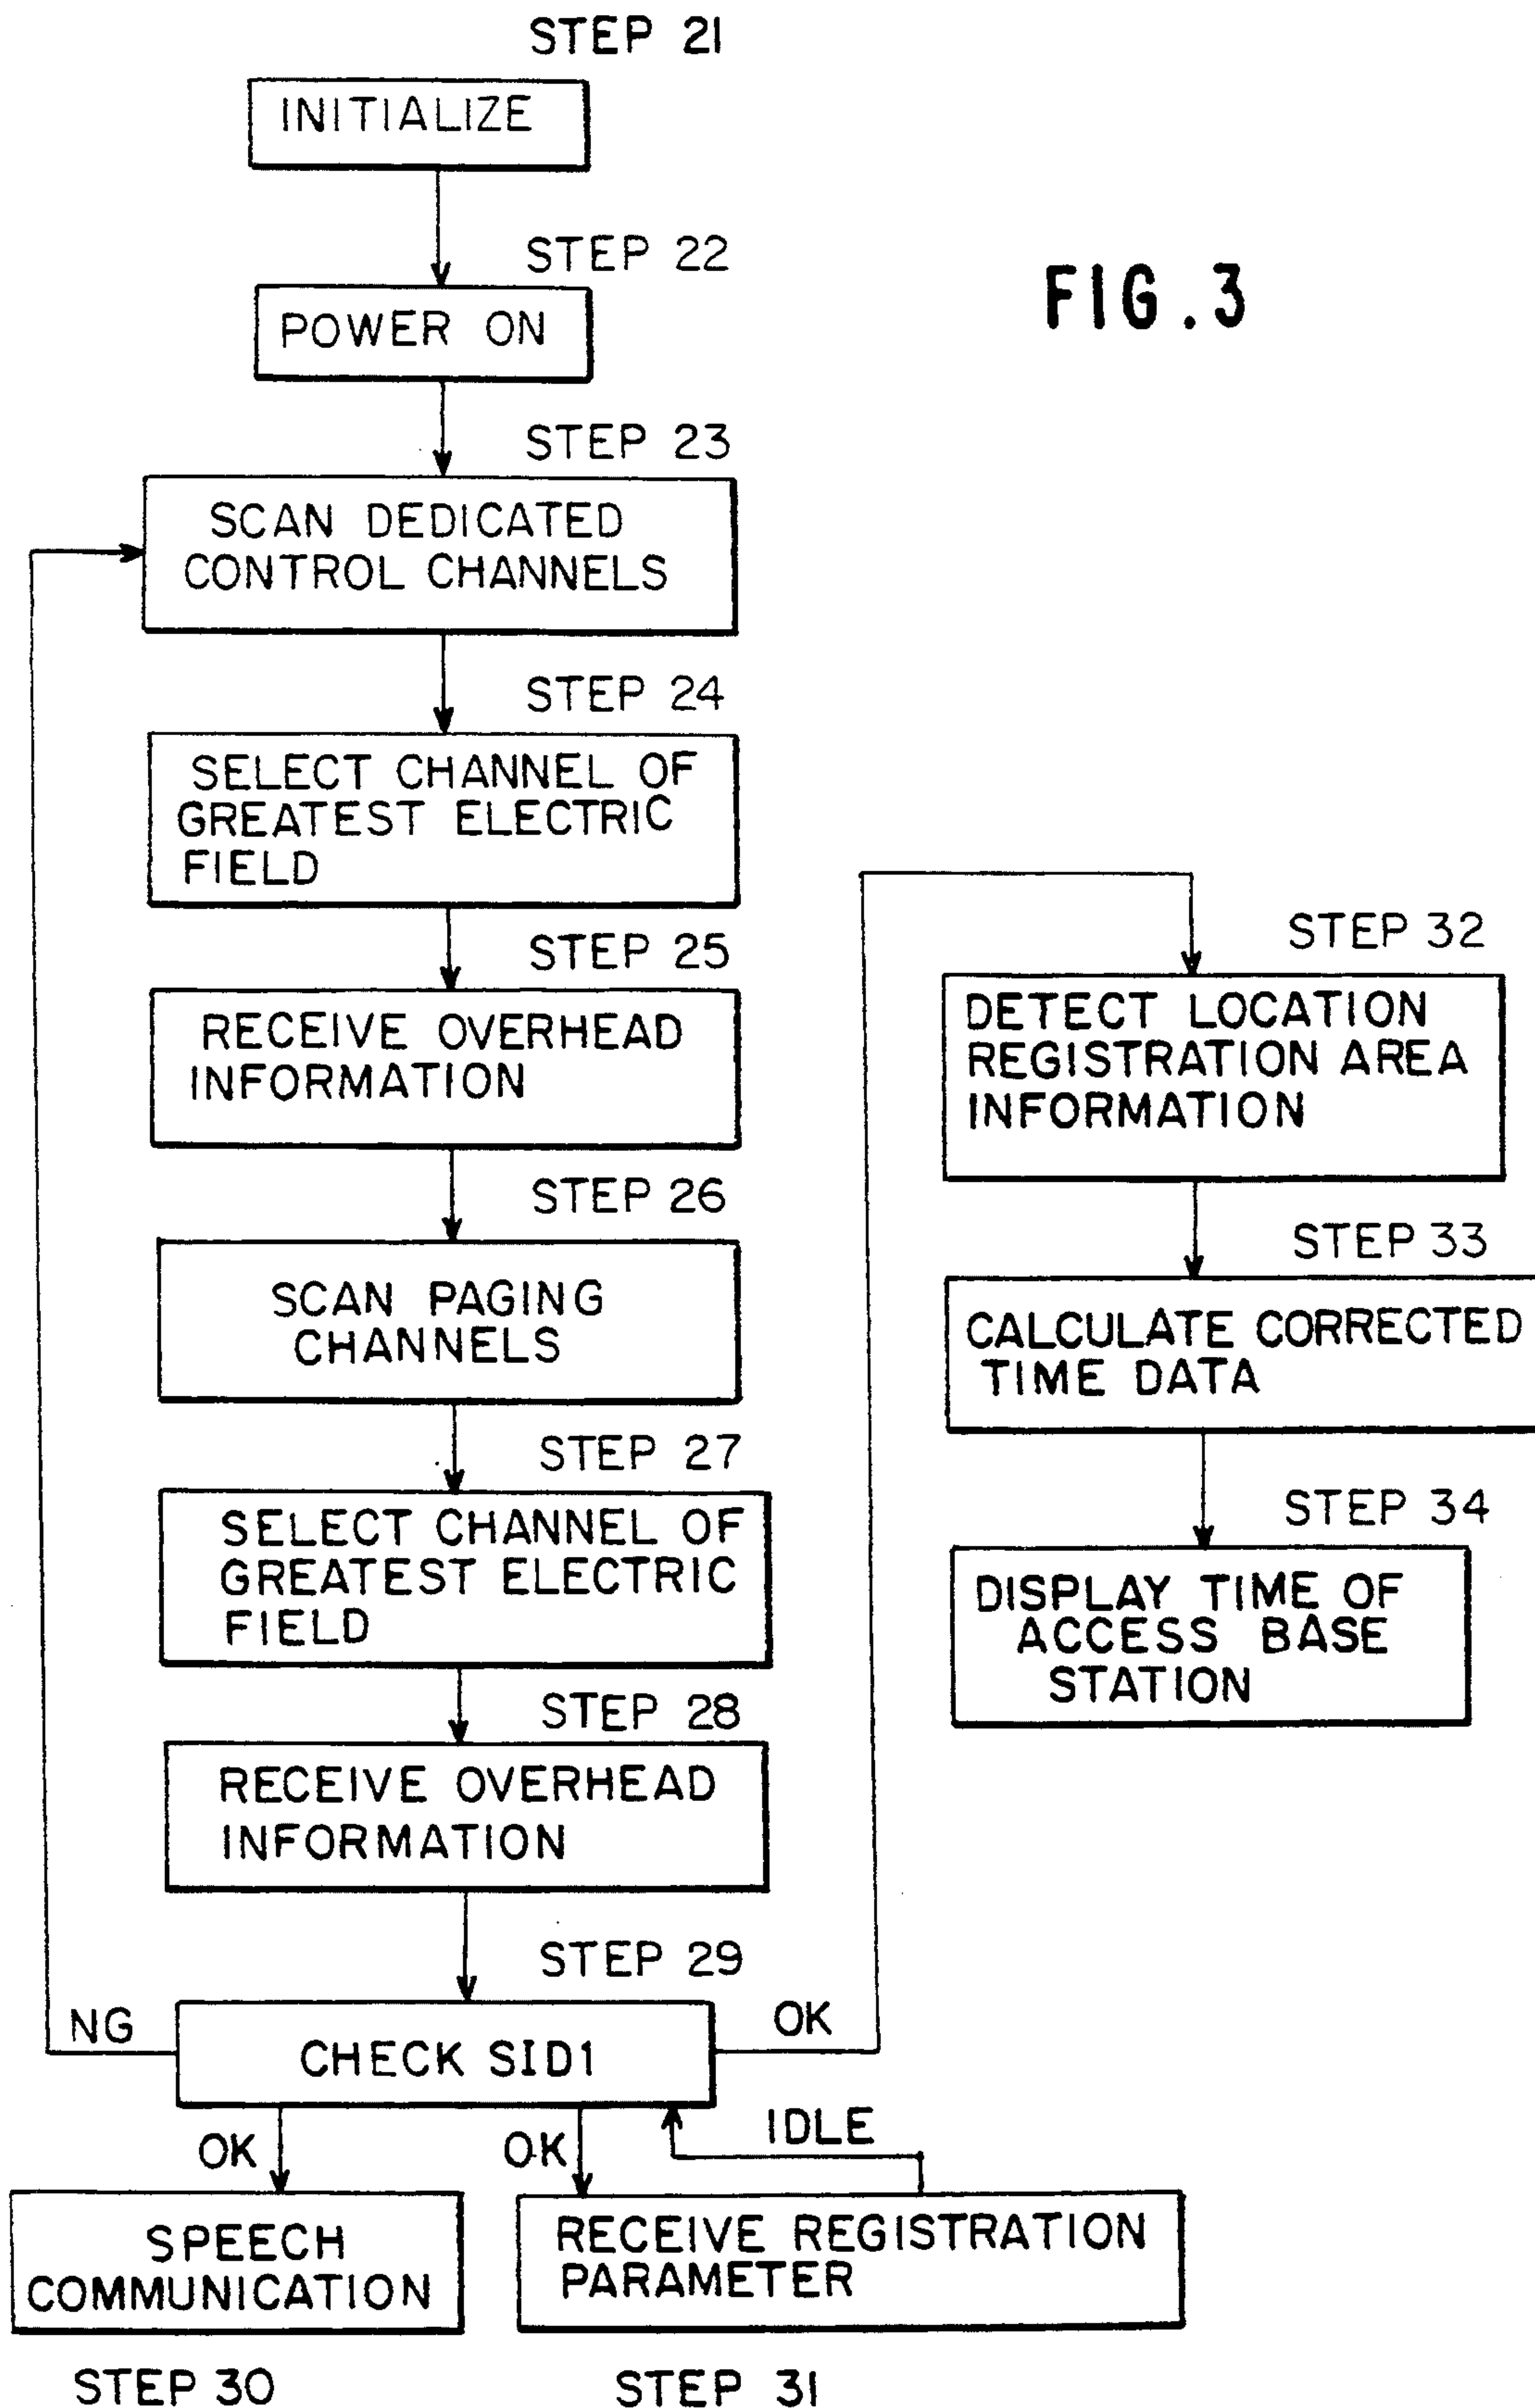 STEP 21
INITIALIZE
STEP 22
POWER ON
FIG.3
STEP 23
SCAN DEDICATED
CONTROL CHANNELS
STEP 24
SELECT CHANNEL OF
GREATEST ELECTRIC
FIELD
STEP 25
RECEIVE OVERHEAD
INFORMATION
STEP 26
SCAN PAGING
CHANNELS
STEP 27
SELECT CHANNEL OF
GREATEST ELECTRIC
FIELD
STEP 28
RECEIVE OVERHEAD
INFORMATION
STEP 29
NG
CHECK SID1
OK
OK
OK
IDLE
SPEECH
COMMUNICATION
STEP 30
RECEIVE REGISTRATION
PARAMETER
STEP 31
STEP 32
DETECT LOCATION
REGISTRATION AREA
INFORMATION
STEP 33
CALCULATE CORRECTED
TIME DATA
STEP 34
DISPLAY TIME OF
ACCESS BASE
STATION